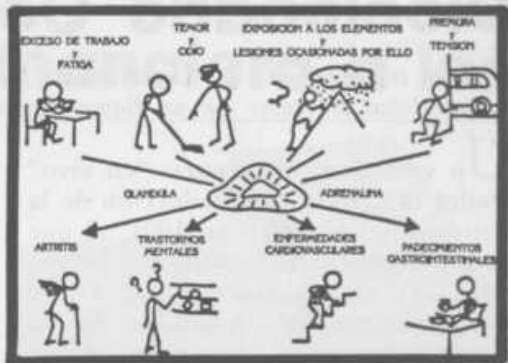 EXCESO DE TRABAJO
Y
FATIGA
TEMOR
Y
ODIO
EXPOSICION A LOS ELEMENTOS
Y
LESIONES OCASIONADAS POR ELLO
PREMURA
Y
TENSION
GLANDULA
ADRENALINA
ARTRITIS
TRASTORNOS
MENTALES
ENFERMEDADES
CARDIOVASCULARES
PADECIMIENTOS
GASTROINTESTINALES
? ?